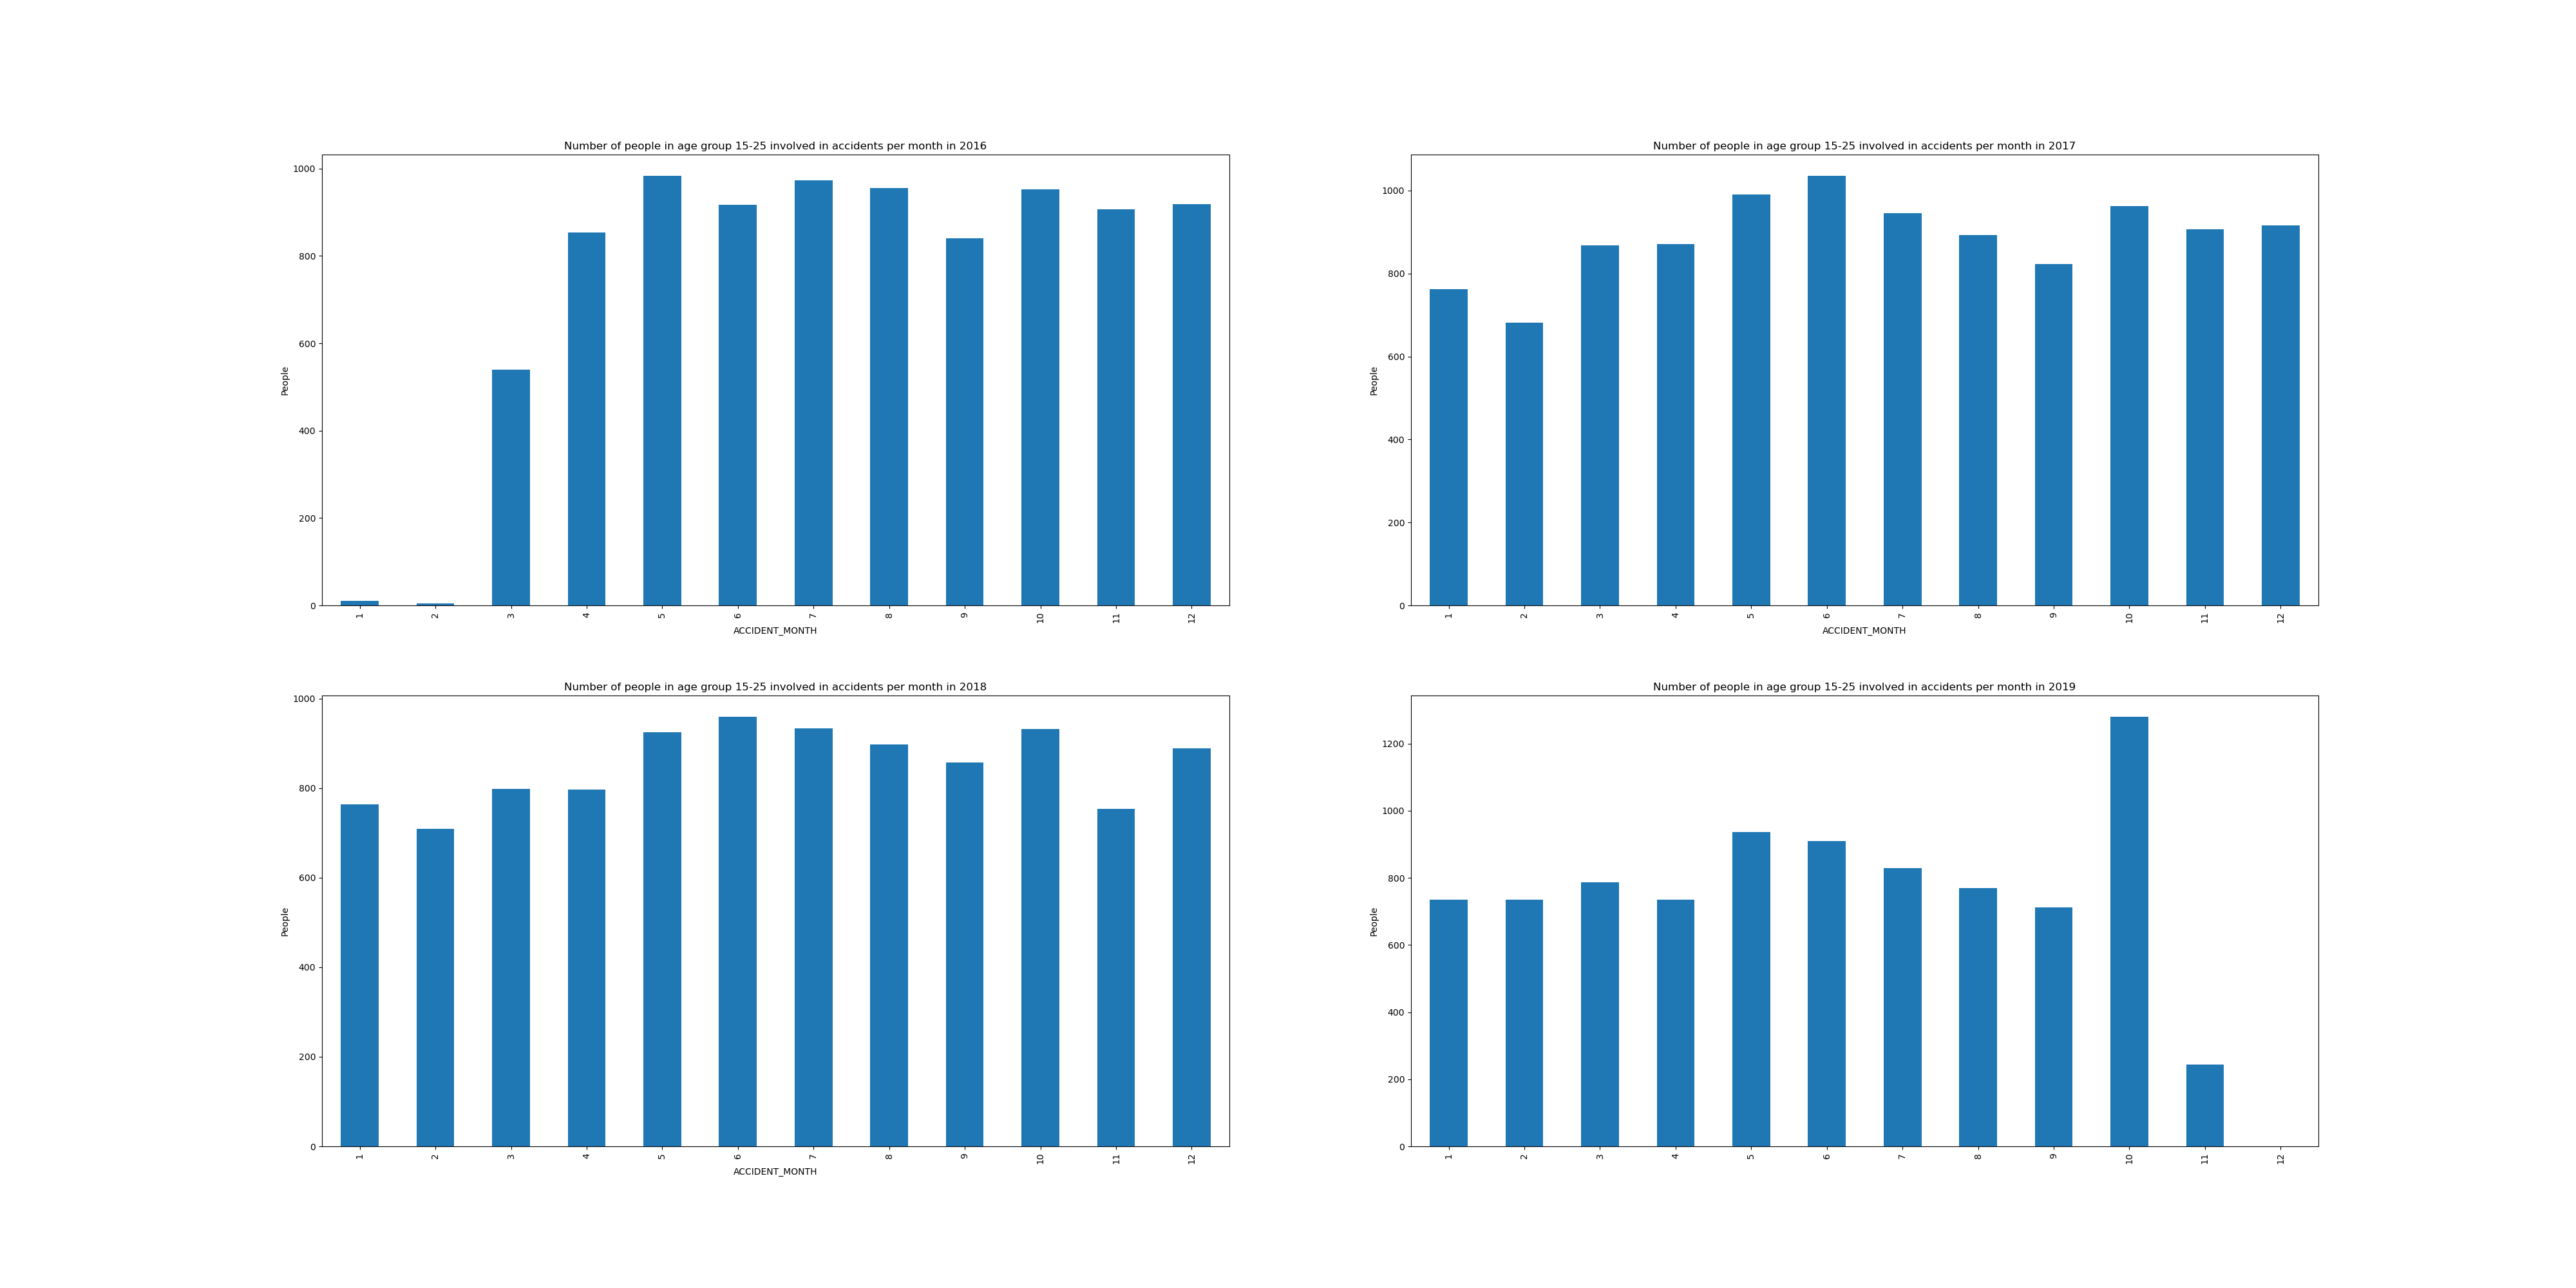 Number of people in age group 15-25 involved in accidents per month in 2016
1000
800
600
400
200
0
People
1 2 3 4 5 6 7 8 9 10 11 12
ACCIDENT_MONTH
Number of people in age group 15-25 involved in accidents per month in 2017
1000
800
600
400
200
0
People
1 2 3 4 5 6 7 8 9 10 11 12
ACCIDENT_MONTH
Number of people in age group 15-25 involved in accidents per month in 2018
1000
800
600
400
200
0
People
1 2 3 4 5 6 7 8 9 10 11 12
ACCIDENT_MONTH
Number of people in age group 15-25 involved in accidents per month in 2019
1200
1000
800
600
400
200
0
People
1 2 3 4 5 6 7 8 9 10 11 12